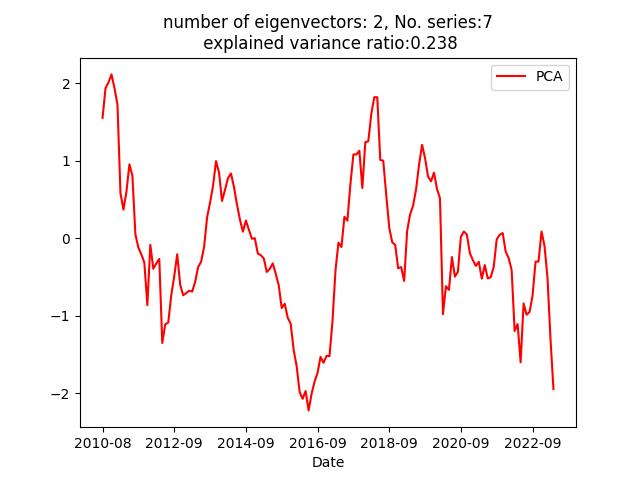 number of eigenvectors: 2, No. series:7
explained variance ratio:0.238
PCA
2
1
0
−1
−2
2010-08 2012-09 2014-09 2016-09 2018-09 2020-09 2022-09
Date